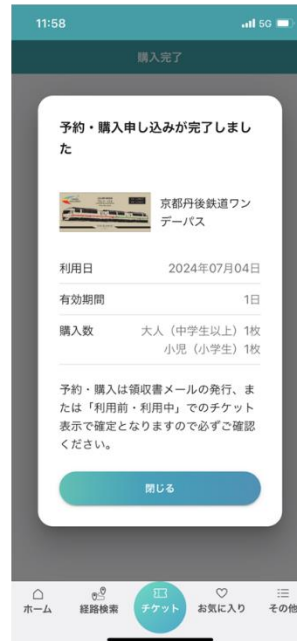 11:58
5G
購入完了
予約・購入申し込みが完了しまし
た
京都丹後鉄道ワン
デーパス
利用日 2024年07月04日
有効期間 1日
購入数 大人（中学生以上）1枚
小児（小学生）1枚
予約・購入は領収書メールの発行、ま
たは「利用前・利用中」でのチケット
表示で確定となりますので必ずご確認
ください。
閉じる
ホーム 経路検索 チケット お気に入り その他